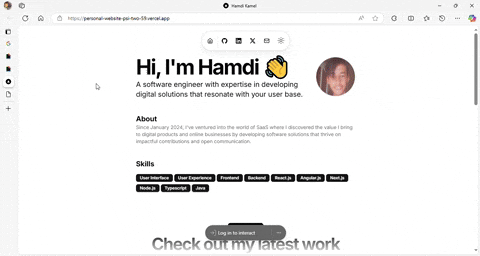 Hamdi Kamel
https://personal-website-psi-two-59.vercel.app
Hi, I'm Hamdi 👋
A software engineer with expertise in developing
digital solutions that resonate with your user base.
About
Since January 2024, I've ventured into the world of SaaS where I discovered the value I bring
to digital products and online businesses by developing software solutions that thrive on
impactful contributions and open communication.
Skills
User Interface User Experience Frontend Backend React.js Angular.js Next.js
Node.js Typescript Java
Log in to interact
Check out my latest work